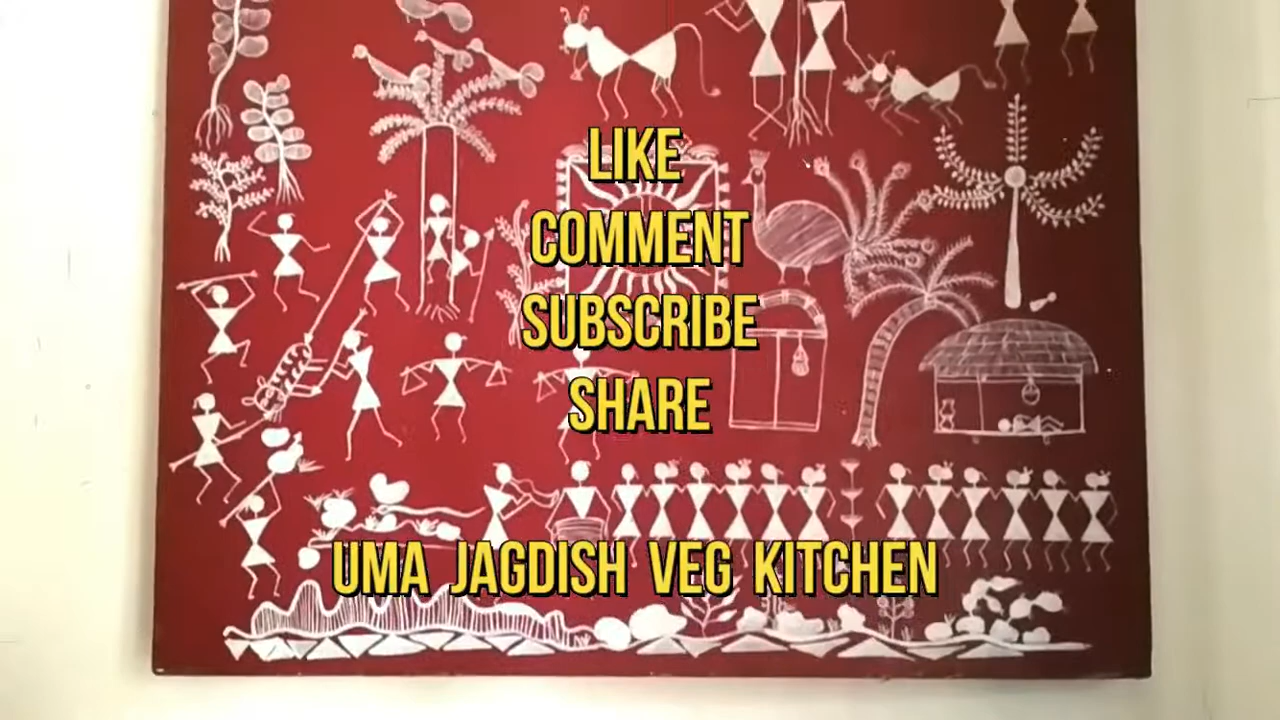 LIKE
COMMENT
SUBSCRIBE
SHARE
UMA JAGDISH VEG KITCHEN